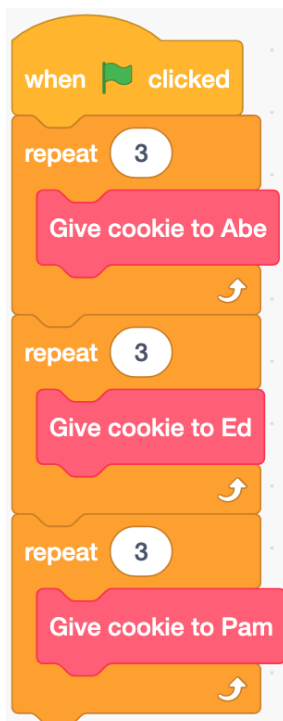 when clicked
repeat 3
Give cookie to Abe
repeat 3
Give cookie to Ed
repeat 3
Give cookie to Pam